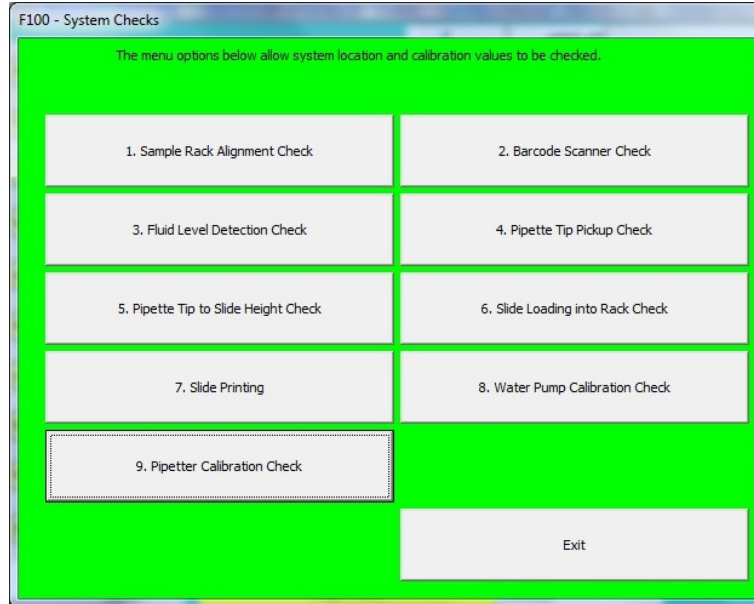 F100 - System Checks
The menu options below allow system location and calibration values to be checked.
1. Sample Rack Alignment Check
2. Barcode Scanner Check
3. Fluid Level Detection Check
4. Pipette Tip Pickup Check
5. Pipette Tip to Slide Height Check
6. Slide Loading into Rack Check
7. Slide Printing
8. Water Pump Calibration Check
9. Pipetter Calibration Check
Exit